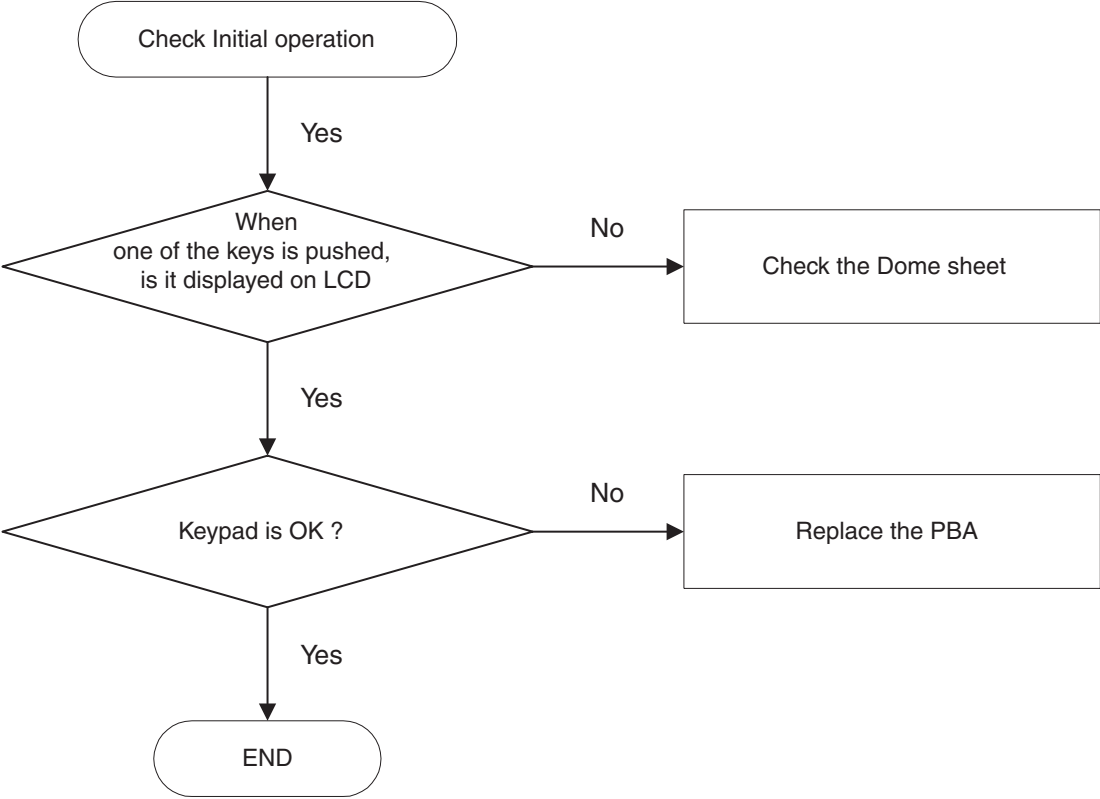 Check Initial operation
Yes
When
one of the keys is pushed,
is it displayed on LCD
No
Check the Dome sheet
Yes
Keypad is OK ?
No
Replace the PBA
Yes
END